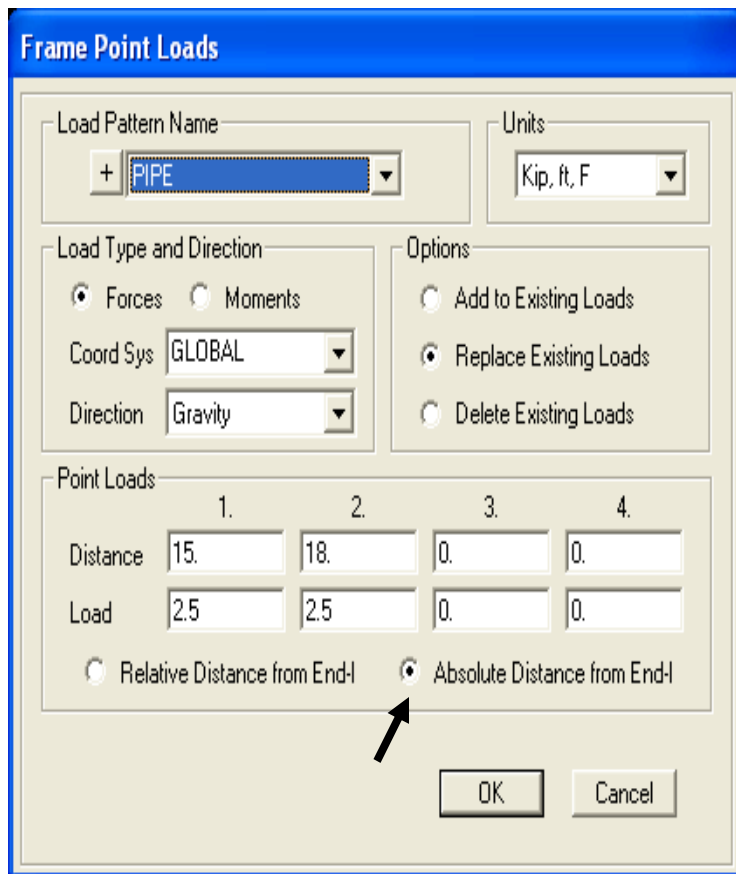 Frame Point Loads
Load Pattern Name
+ PIPE
Units
Kip, ft, F
Load Type and Direction
Forces Moments
Coord Sys GLOBAL
Direction Gravity
Options
Add to Existing Loads
Replace Existing Loads
Delete Existing Loads
Point Loads
1. 2. 3. 4.
Distance 15. 18. 0. 0.
Load 2.5 2.5 0. 0.
Relative Distance from End-I Absolute Distance from End-I
OK Cancel